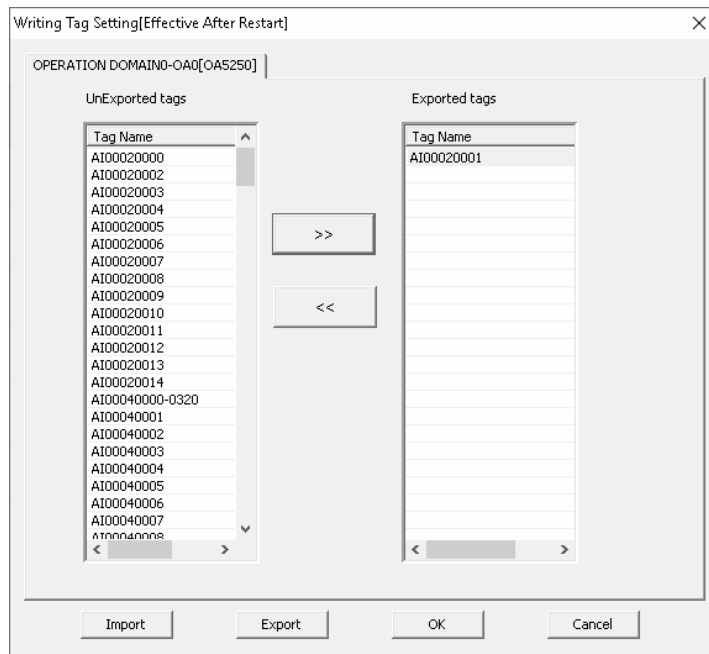 Writing Tag Setting[Effective After Restart]
OPERATION DOMAIN0-OA0[OA5250]
UnExported tags
Exported tags
Tag Name
AI00020000
AI00020002
AI00020003
AI00020004
AI00020005
AI00020006
AI00020007
AI00020008
AI00020009
AI00020010
AI00020011
AI00020012
AI00020013
AI00020014
AI00040000-0320
AI00040001
AI00040002
AI00040003
AI00040004
AI00040005
AI00040006
AI00040007
AI00040008
>>
<<
Tag Name
AI00020001
Import
Export
OK
Cancel